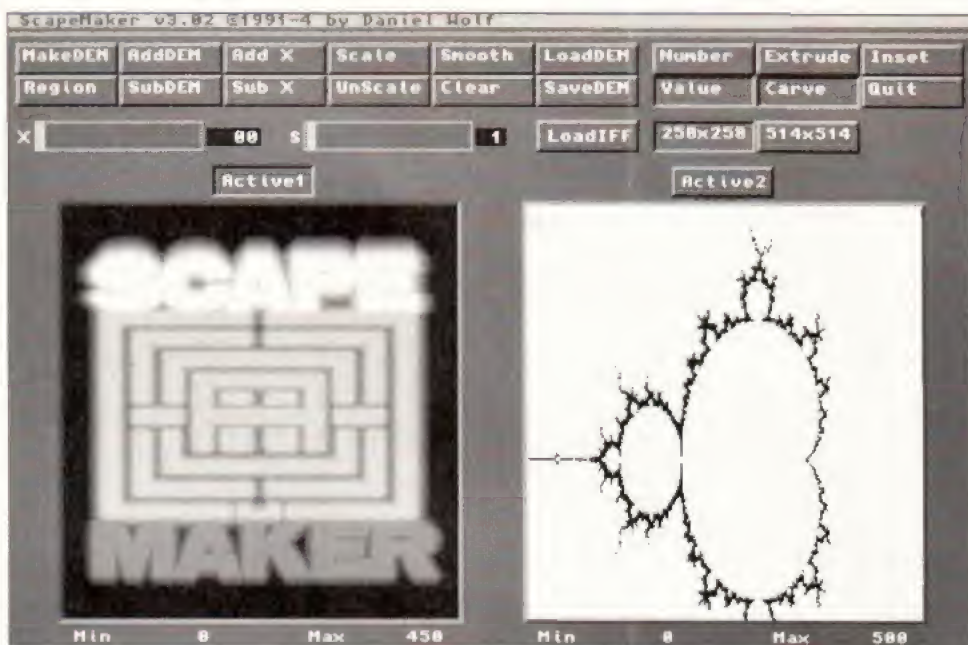 ScapeMaker v3.02 ©1991-4 by Daniel Wolf
MakeDEM AddDEM Add X Scale Smooth LoadDEM Number Extrude Inset
Region SubDEM Sub X UnScale Clear SaveDEM Value Carve Quit
X 00 S 1 LoadIFF 258x258 514x514
Active1 Active2
SCAPE
MAKER
Min 0 Max 450 Min 0 Max 500